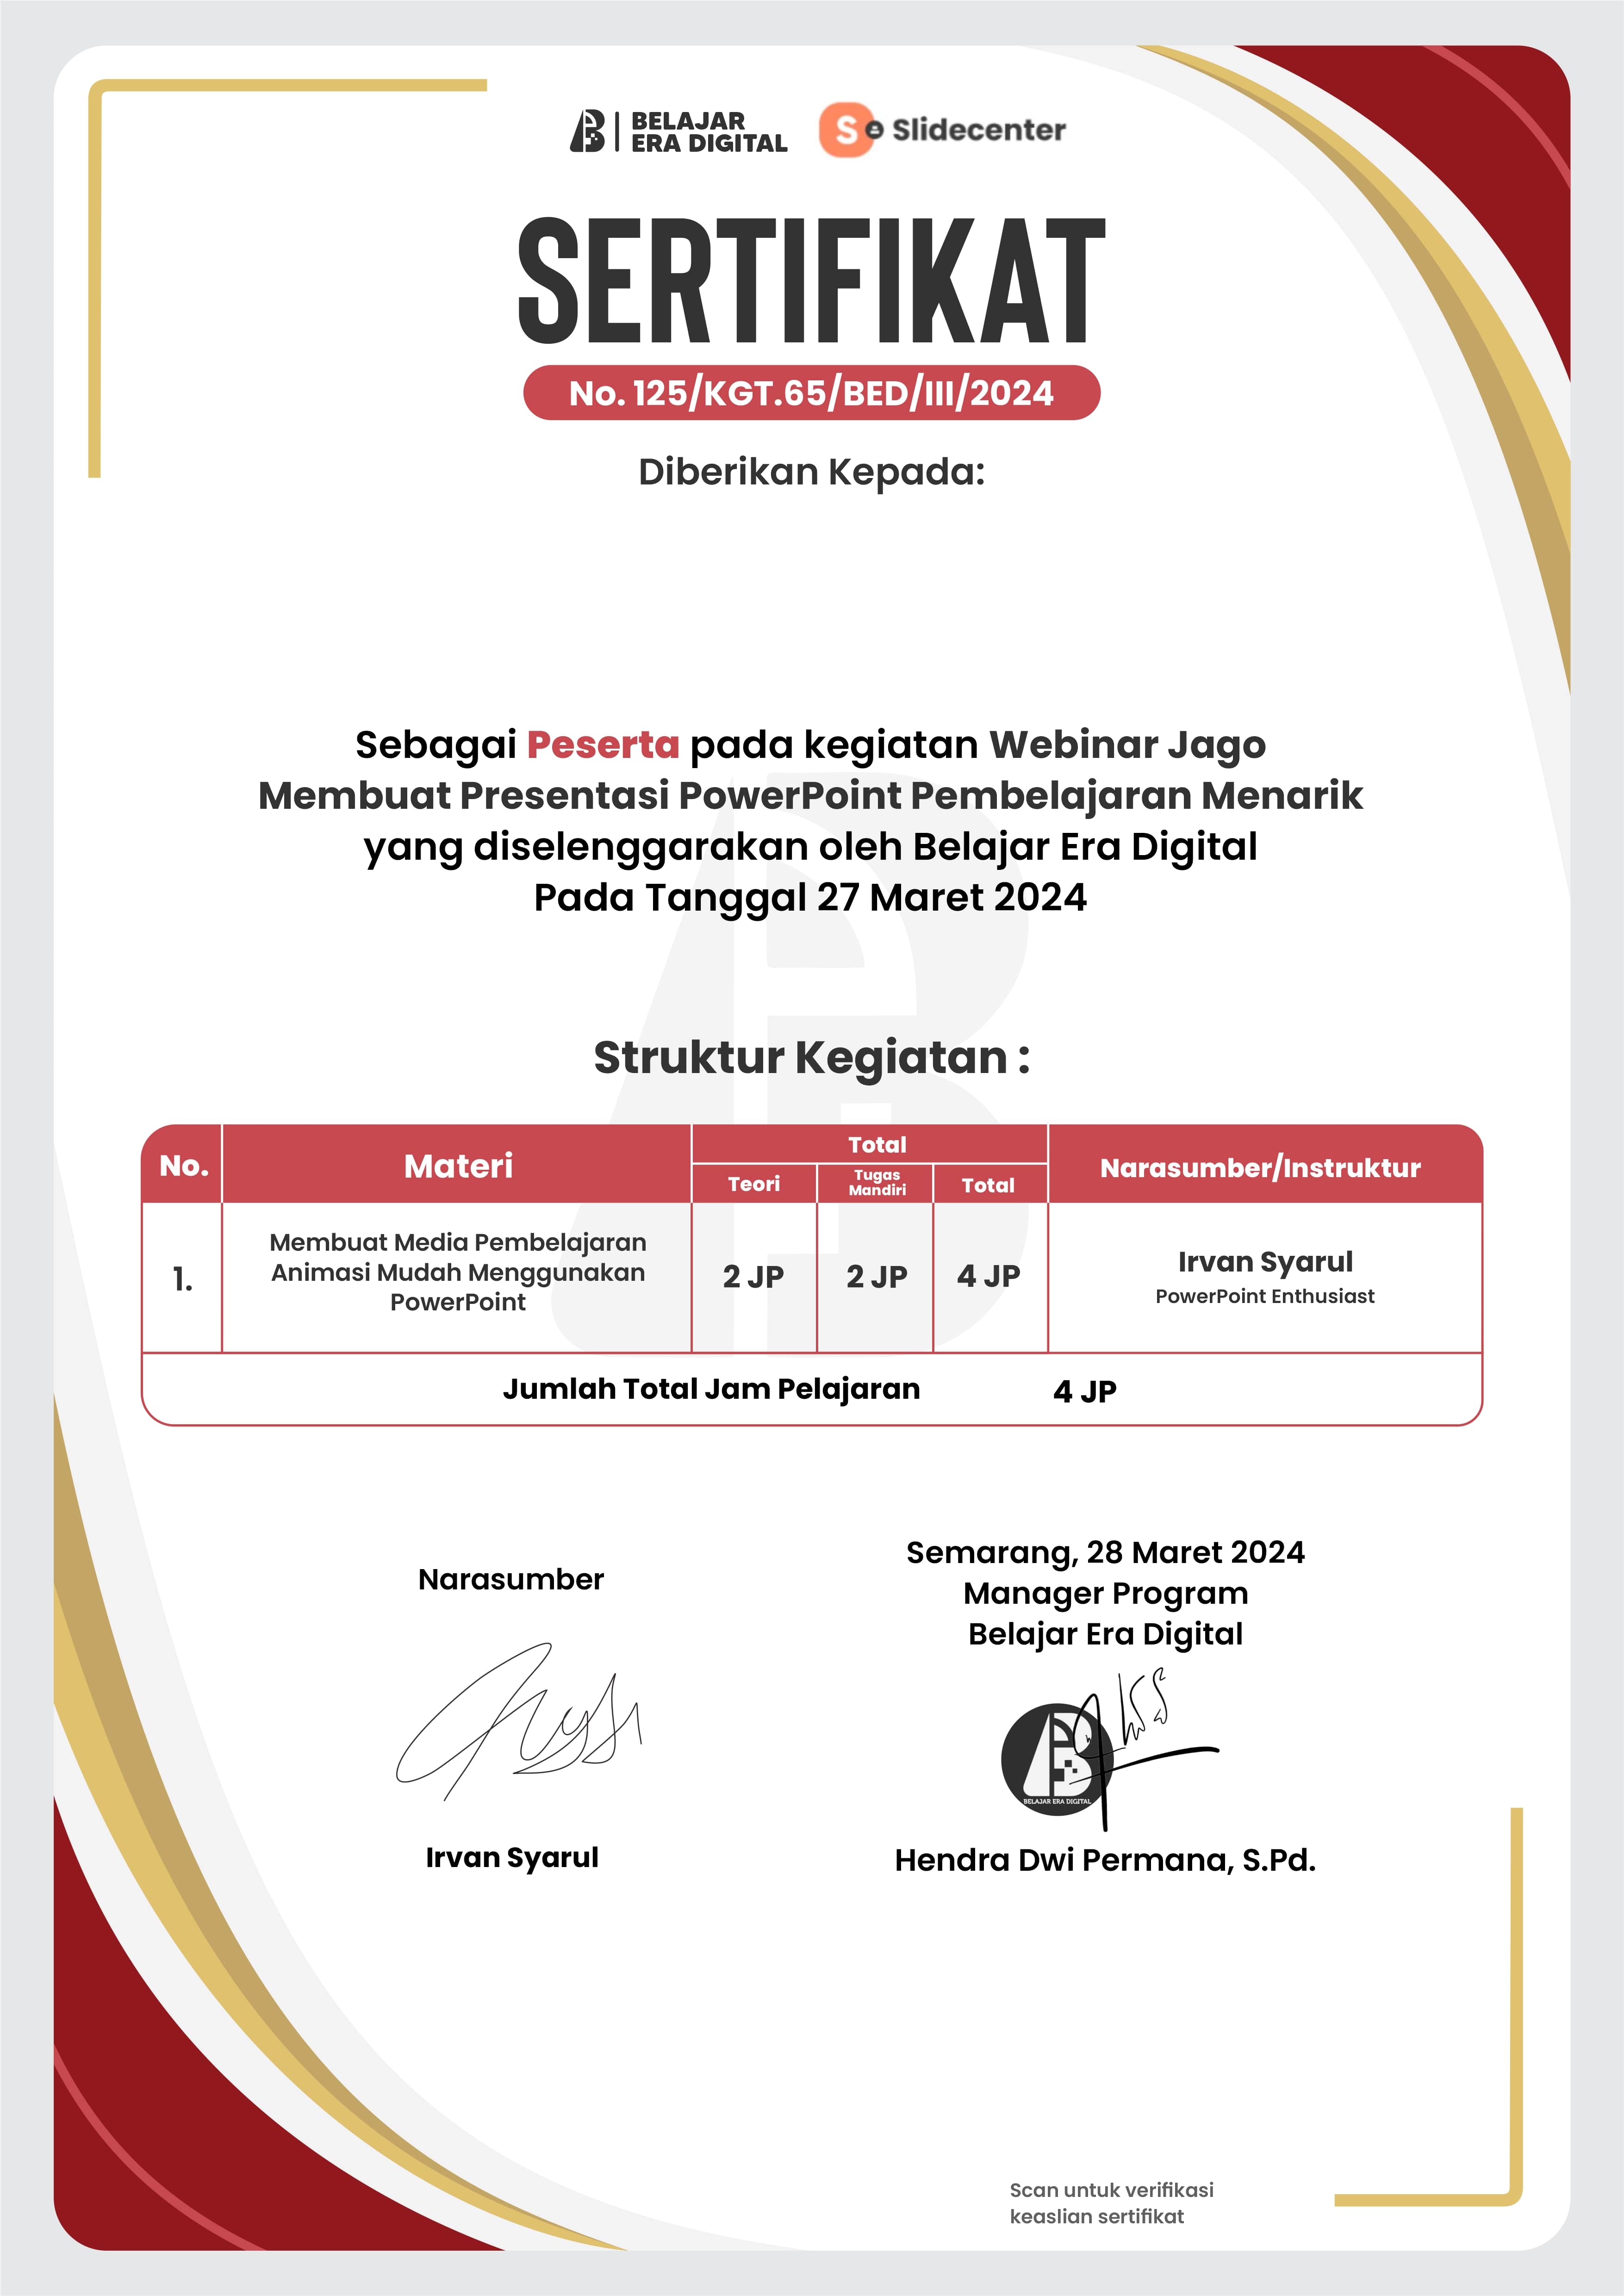 BELAJAR
ERA DIGITAL
S Slidecenter
SERTIFIKAT
No. 125/KGT.65/BED/III/2024
Diberikan Kepada:
Sebagai Peserta pada kegiatan Webinar Jago
Membuat Presentasi PowerPoint Pembelajaran Menarik
yang diselenggarakan oleh Belajar Era Digital
Pada Tanggal 27 Maret 2024
Struktur Kegiatan :
No. Materi Total Narasumber/Instruktur
Teori Tugas Mandiri Total
1.
Membuat Media Pembelajaran
Animasi Mudah Menggunakan
PowerPoint
2 JP 2 JP 4 JP
Irvan Syarul
PowerPoint Enthusiast
Jumlah Total Jam Pelajaran 4 JP
Narasumber
Irvan Syarul
Semarang, 28 Maret 2024
Manager Program
Belajar Era Digital
BELAJAR ERA DIGITAL
Hendra Dwi Permana, S.Pd.
Scan untuk verifikasi
keaslian sertifikat